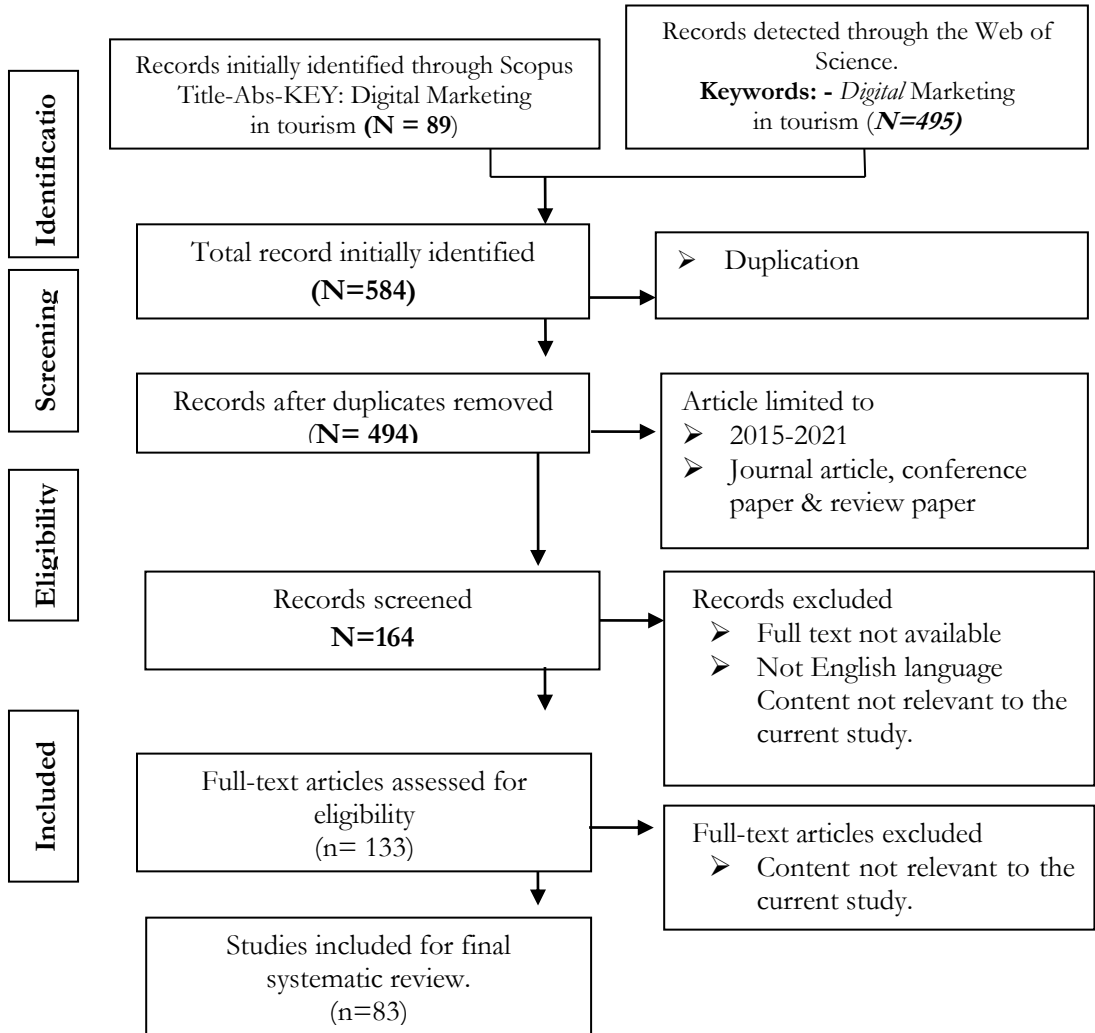 Records initially identified through Scopus
Title-Abs-KEY: Digital Marketing
in tourism (N = 89)
Records detected through the Web of
Science.
Keywords: - Digital Marketing
in tourism (N=495)
Identificatio
Total record initially identified
(N=584)
➢ Duplication
Screening
Records after duplicates removed
(N= 494)
Article limited to
➢ 2015-2021
➢ Journal article, conference
paper & review paper
Eligibility
Records screened
N=164
Records excluded
➢ Full text not available
➢ Not English language
Content not relevant to the
current study.
Included
Full-text articles assessed for
eligibility
(n= 133)
Full-text articles excluded
➢ Content not relevant to the
current study.
Studies included for final
systematic review.
(n=83)